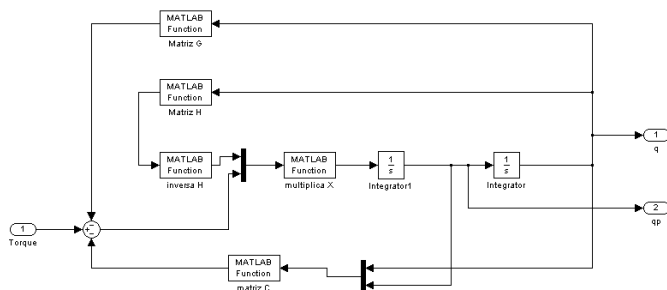 MATLAB
Function
Matriz G
MATLAB
Function
Matriz H
MATLAB
Function
inversa H
MATLAB
Function
multiplica X
1
s
Integrator1
1
s
Integrator
1
q
2
qp
1
Torque
MATLAB
Function
matriz C